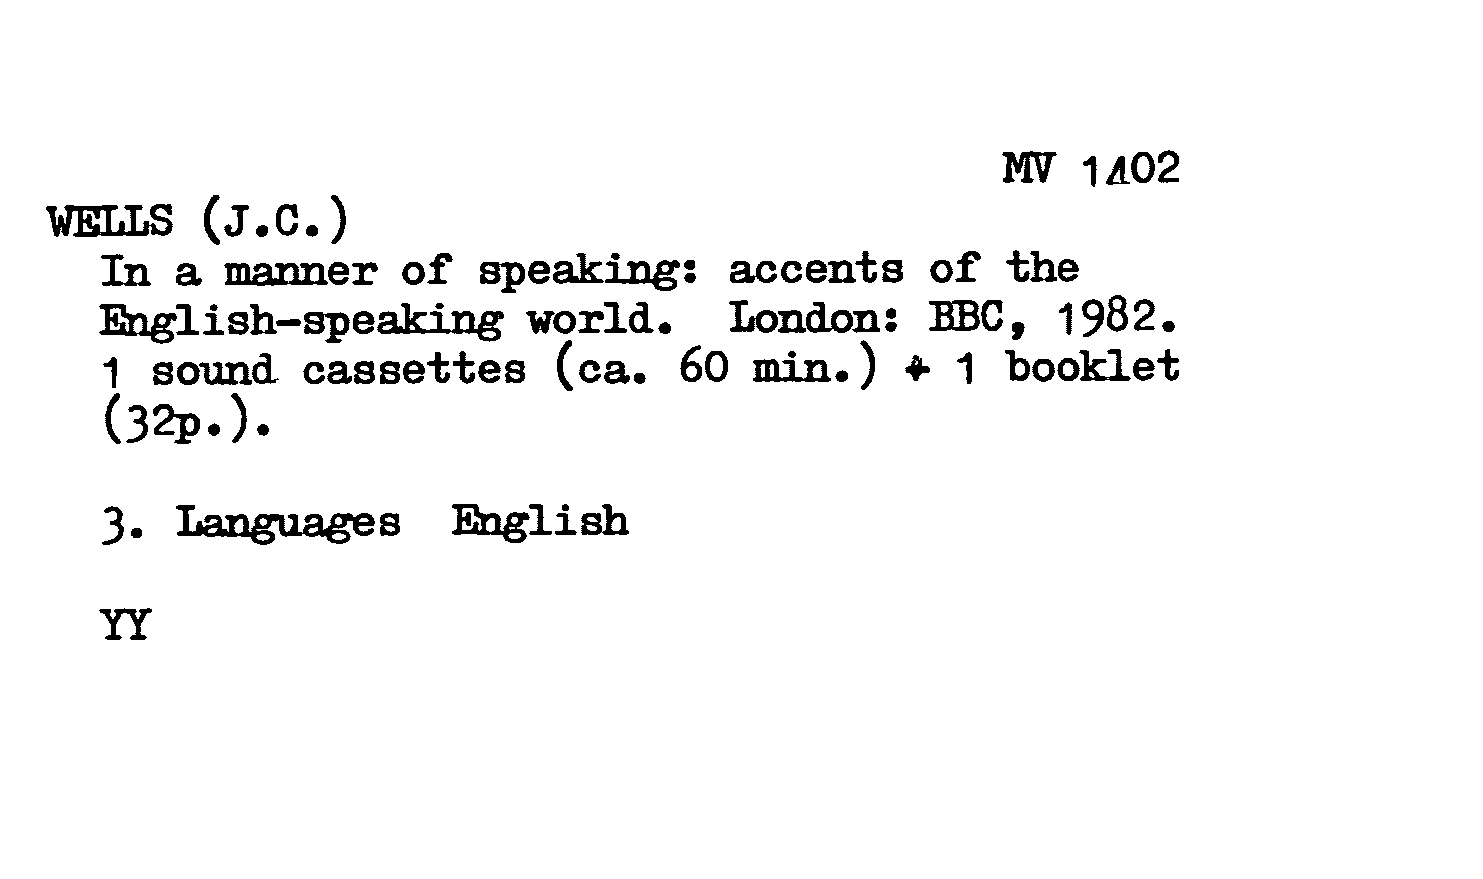 MV 1402
WELLS (J.C.)
In a manner of speaking: accents of the
English-speaking world. London: BBC, 1982.
1 sound cassettes (ca. 60 min.) + 1 booklet
(32p.).
3. Languages English
YY